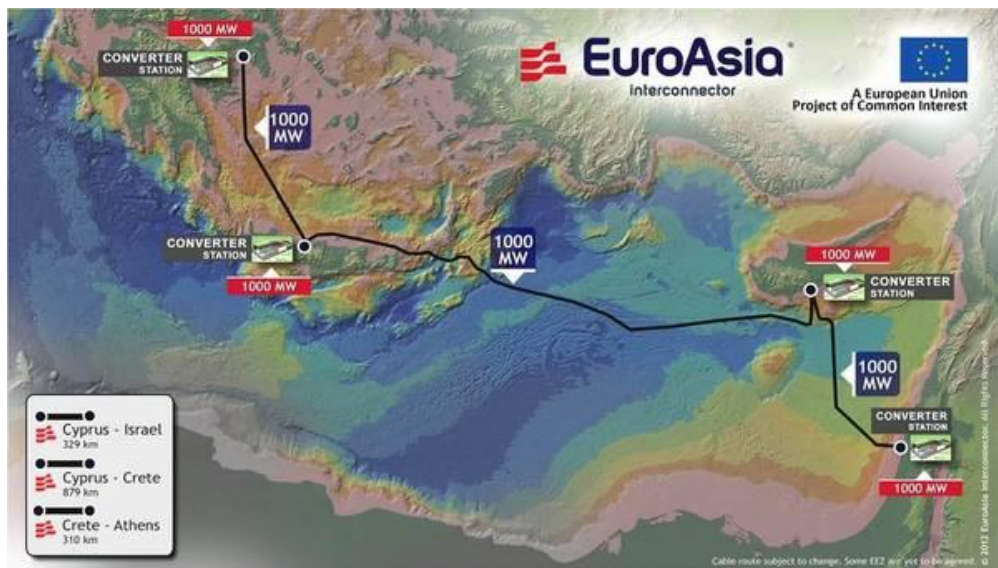 1000 MW
CONVERTER
STATION
EuroAsia
interconnector
A European Union
Project of Common Interest
1000
MW
CONVERTER
STATION
1000 MW
1000
MW
1000 MW
CONVERTER
STATION
1000
MW
CONVERTER
STATION
1000 MW
Cyprus - Israel
329 km
Cyprus - Crete
879 km
Crete - Athens
310 km
Cable route subject to change. Some EEZ are yet to be agreed.
© 2012 EuroAsia Interconnector. All Rights Reserved.